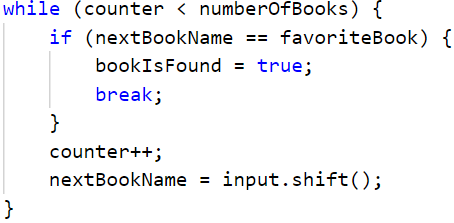 while (counter < numberOfBooks) {
    if (nextBookName == favoriteBook) {
        bookIsFound = true;
        break;
    }
    counter++;
    nextBookName = input.shift();
}